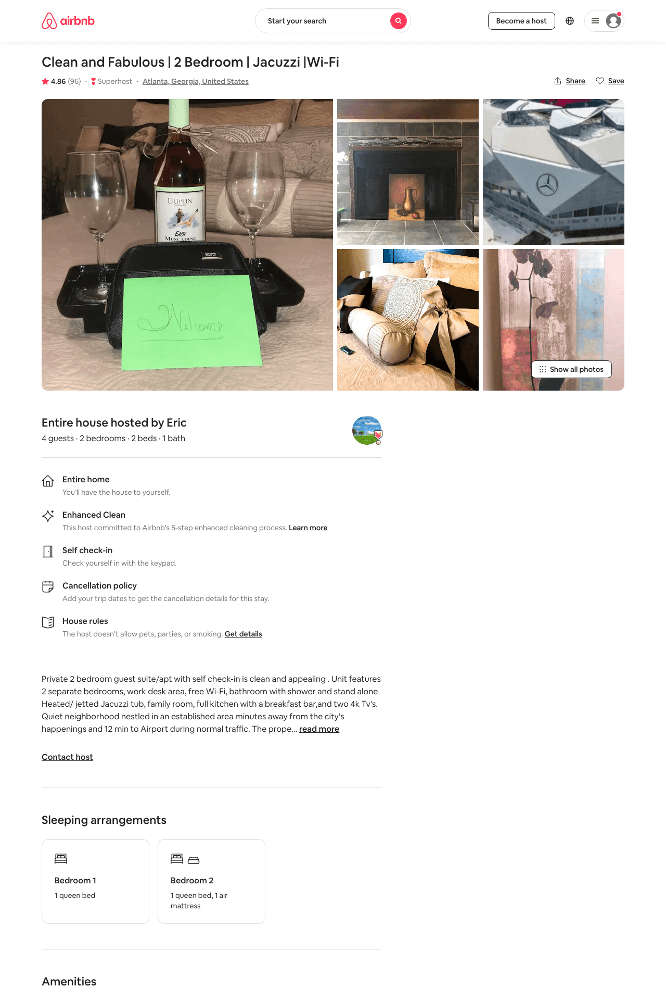 airbnb
Start your search
Become a host
Clean and Fabulous | 2 Bedroom | Jacuzzi |Wi-Fi
4.86 (96) · Superhost · Atlanta, Georgia, United States
Share
Save
DUPLIN
EASY
MUSCADINE
TUMI
Welcome
Show all photos
Entire house hosted by Eric
4 guests · 2 bedrooms · 2 beds · 1 bath
Entire home
You'll have the house to yourself.
Enhanced Clean
This host committed to Airbnb's 5-step enhanced cleaning process. Learn more
Self check-in
Check yourself in with the keypad.
Cancellation policy
Add your trip dates to get the cancellation details for this stay.
House rules
The host doesn't allow pets, parties, or smoking. Get details
Private 2 bedroom guest suite/apt with self check-in is clean and appealing . Unit features
2 separate bedrooms, work desk area, free Wi-Fi, bathroom with shower and stand alone
Heated/ jetted Jacuzzi tub, family room, full kitchen with a breakfast bar,and two 4k Tv's.
Quiet neighborhood nestled in an established area minutes away from the city's
happenings and 12 min to Airport during normal traffic. The prope... read more
Contact host
Sleeping arrangements
Bedroom 1
1 queen bed
Bedroom 2
1 queen bed, 1 air
mattress
Amenities